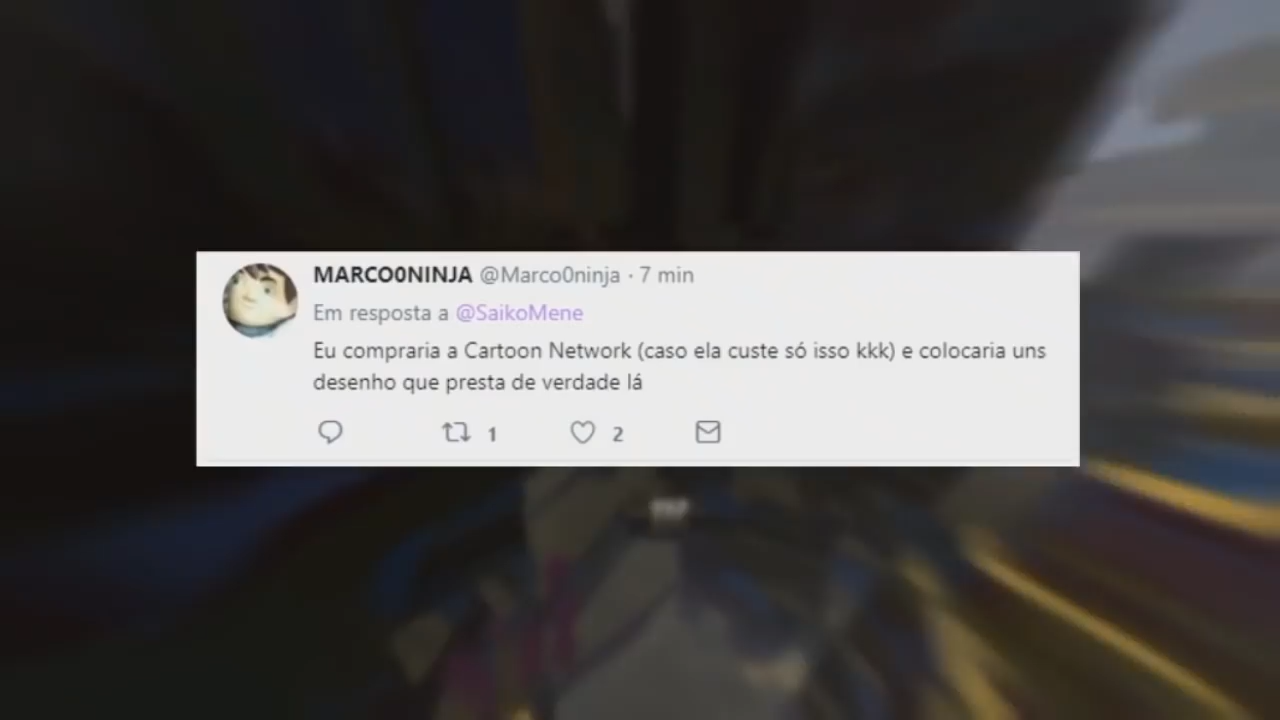 MARCO0NINJA @Marco0ninja · 7 min
Em resposta a @SaikoMene
Eu compraria a Cartoon Network (caso ela custe só isso kkk) e colocaria uns
desenho que presta de verdade lá
1 2